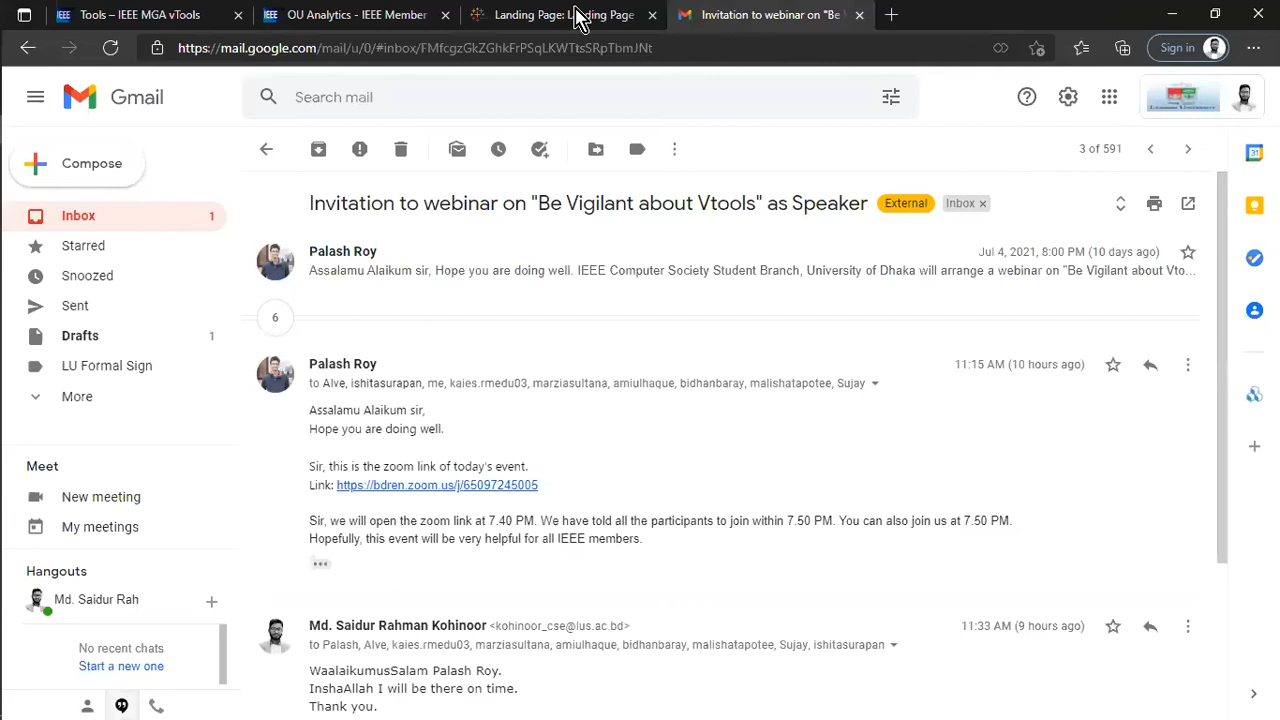 Tools – IEEE MGA vTools
OU Analytics - IEEE Member
Landing Page: Landing Page
Invitation to webinar on "Be
https://mail.google.com/mail/u/0/#inbox/FMfcgzGkZGhkFrPSqLKWTtsSRpTbmJNt
Sign in
Gmail
Search mail
Compose
3 of 591
Inbox 1
Starred
Snoozed
Sent
Drafts 1
LU Formal Sign
More
Meet
New meeting
My meetings
Hangouts
Md. Saidur Rah
No recent chats
Start a new one
Invitation to webinar on "Be Vigilant about Vtools" as Speaker External Inbox
Palash Roy Jul 4, 2021, 8:00 PM (10 days ago)
Assalamu Alaikum sir, Hope you are doing well. IEEE Computer Society Student Branch, University of Dhaka will arrange a webinar on "Be Vigilant about Vto...
6
Palash Roy 11:15 AM (10 hours ago)
to Alve, ishitasurapan, me, kaies.rmedu03, marziasultana, amiulhaque, bidhanbaray, malishatapotee, Sujay
Assalamu Alaikum sir,
Hope you are doing well.
Sir, this is the zoom link of today's event.
Link: https://bdren.zoom.us/j/65097245005
Sir, we will open the zoom link at 7.40 PM. We have told all the participants to join within 7.50 PM. You can also join us at 7.50 PM.
Hopefully, this event will be very helpful for all IEEE members.
Md. Saidur Rahman Kohinoor <kohinoor_cse@lus.ac.bd> 11:33 AM (9 hours ago)
to Palash, Alve, kaies.rmedu03, marziasultana, amiulhaque, bidhanbaray, malishatapotee, Sujay, ishitasurapan
WaalaikumusSalam Palash Roy.
InshaAllah I will be there on time.
Thank you.